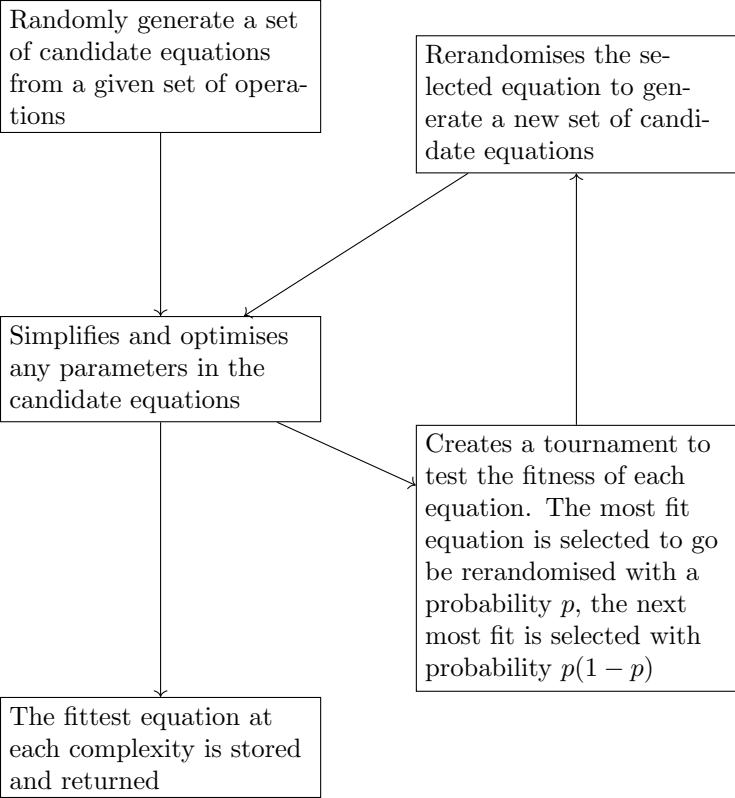 Randomly generate a set
of candidate equations
from a given set of opera-
tions
Rerandomises the se-
lected equation to gen-
erate a new set of candi-
date equations
Simplifies and optimises
any parameters in the
candidate equations
Creates a tournament to
test the fitness of each
equation. The most fit
equation is selected to go
be rerandomised with a
probability p, the next
most fit is selected with
probability p(1 − p)
The fittest equation at
each complexity is stored
and returned